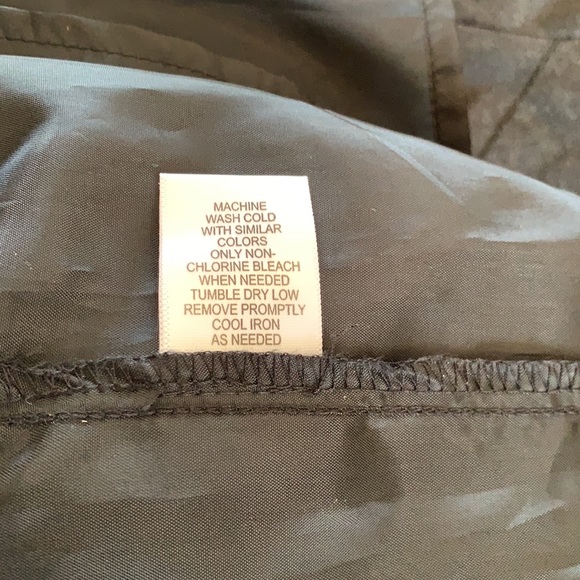 MACHINE
WASH COLD
WITH SIMILAR
COLORS
ONLY NON-
CHLORINE BLEACH
WHEN NEEDED
TUMBLE DRY LOW
REMOVE PROMPTLY
COOL IRON
AS NEEDED